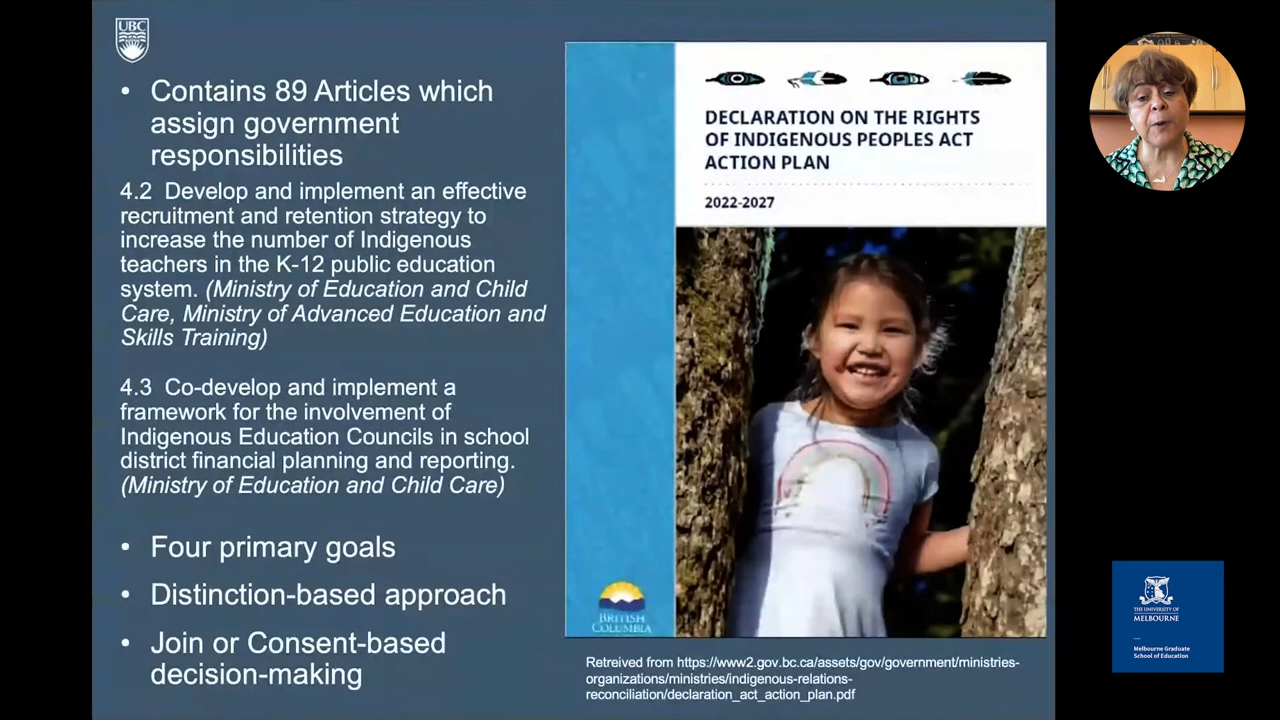 UBC
• Contains 89 Articles which
assign government
responsibilities
4.2 Develop and implement an effective
recruitment and retention strategy to
increase the number of Indigenous
teachers in the K-12 public education
system. (Ministry of Education and Child
Care, Ministry of Advanced Education and
Skills Training)
4.3 Co-develop and implement a
framework for the involvement of
Indigenous Education Councils in school
district financial planning and reporting.
(Ministry of Education and Child Care)
• Four primary goals
• Distinction-based approach
• Join or Consent-based
decision-making
DECLARATION ON THE RIGHTS
OF INDIGENOUS PEOPLES ACT
ACTION PLAN
2022-2027
BRITISH
COLUMBIA
Retreived from https://www2.gov.bc.ca/assets/gov/government/ministries-
organizations/ministries/indigenous-relations-
reconciliation/declaration_act_action_plan.pdf
THE UNIVERSITY OF
MELBOURNE
Melbourne Graduate
School of Education